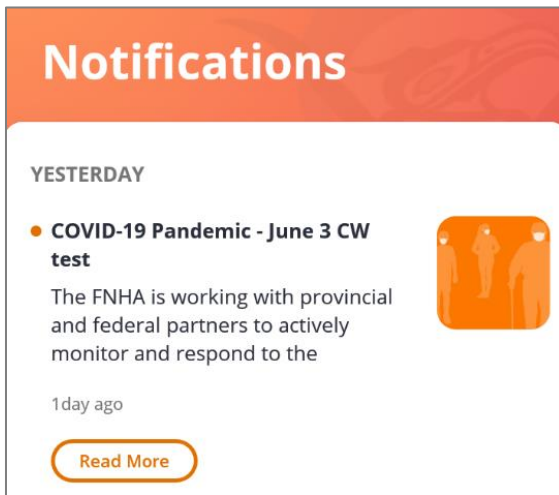 Notifications
YESTERDAY
COVID-19 Pandemic - June 3 CW
test
The FNHA is working with provincial
and federal partners to actively
monitor and respond to the
1day ago
Read More